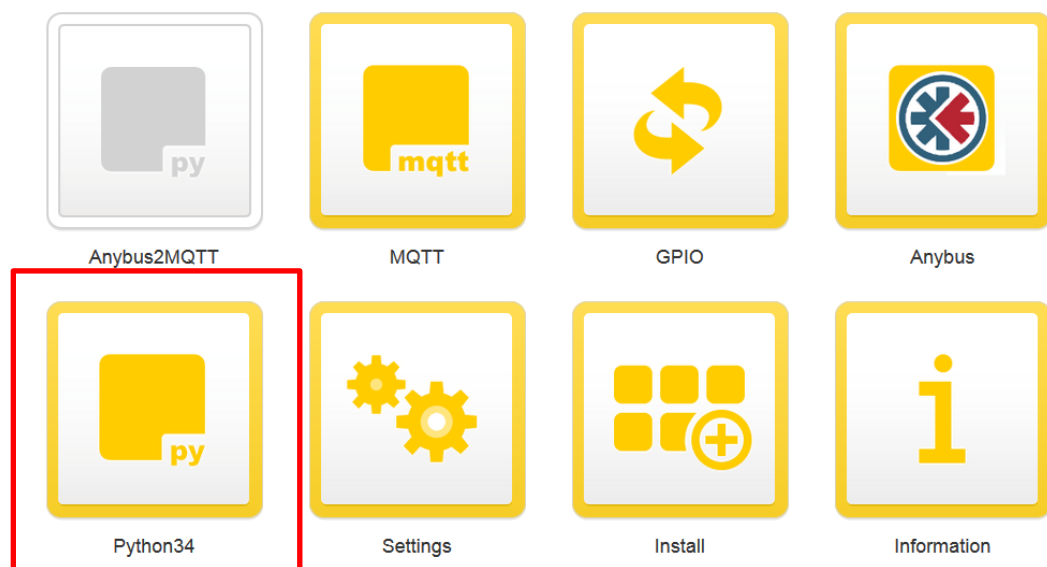 py
mqtt
Anybus2MQTT
MQTT
GPIO
Anybus
py
i
Python34
Settings
Install
Information